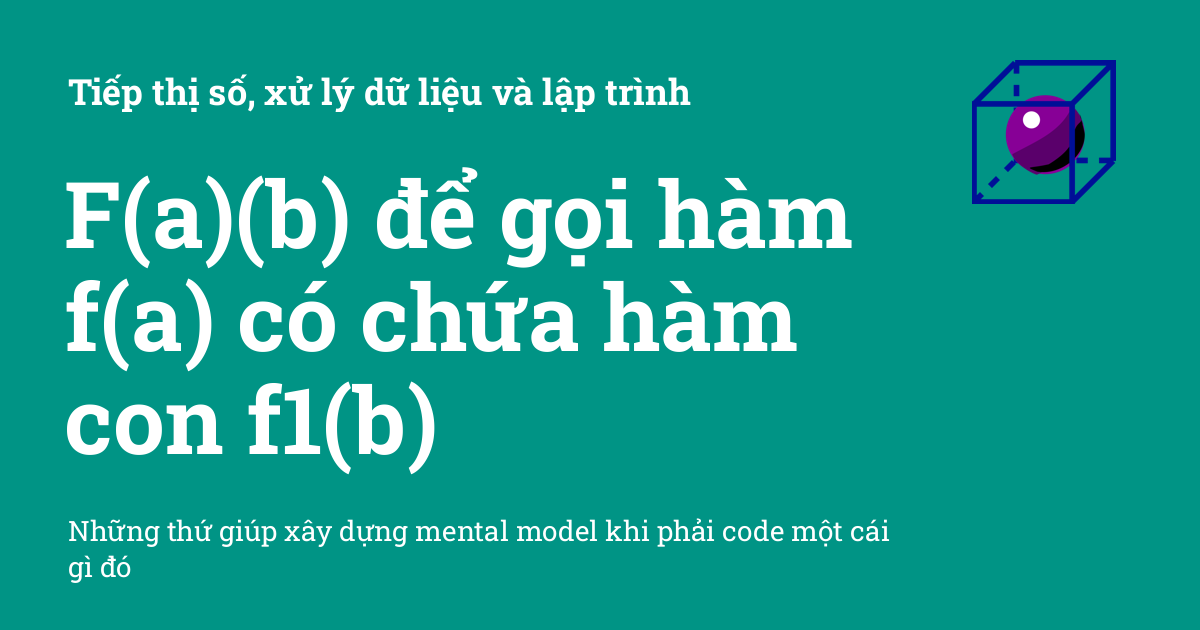 Tiếp thị số, xử lý dữ liệu và lập trình
F(a)(b) để gọi hàm
f(a) có chứa hàm
con f1(b)
Những thứ giúp xây dựng mental model khi phải code một cái
gì đó